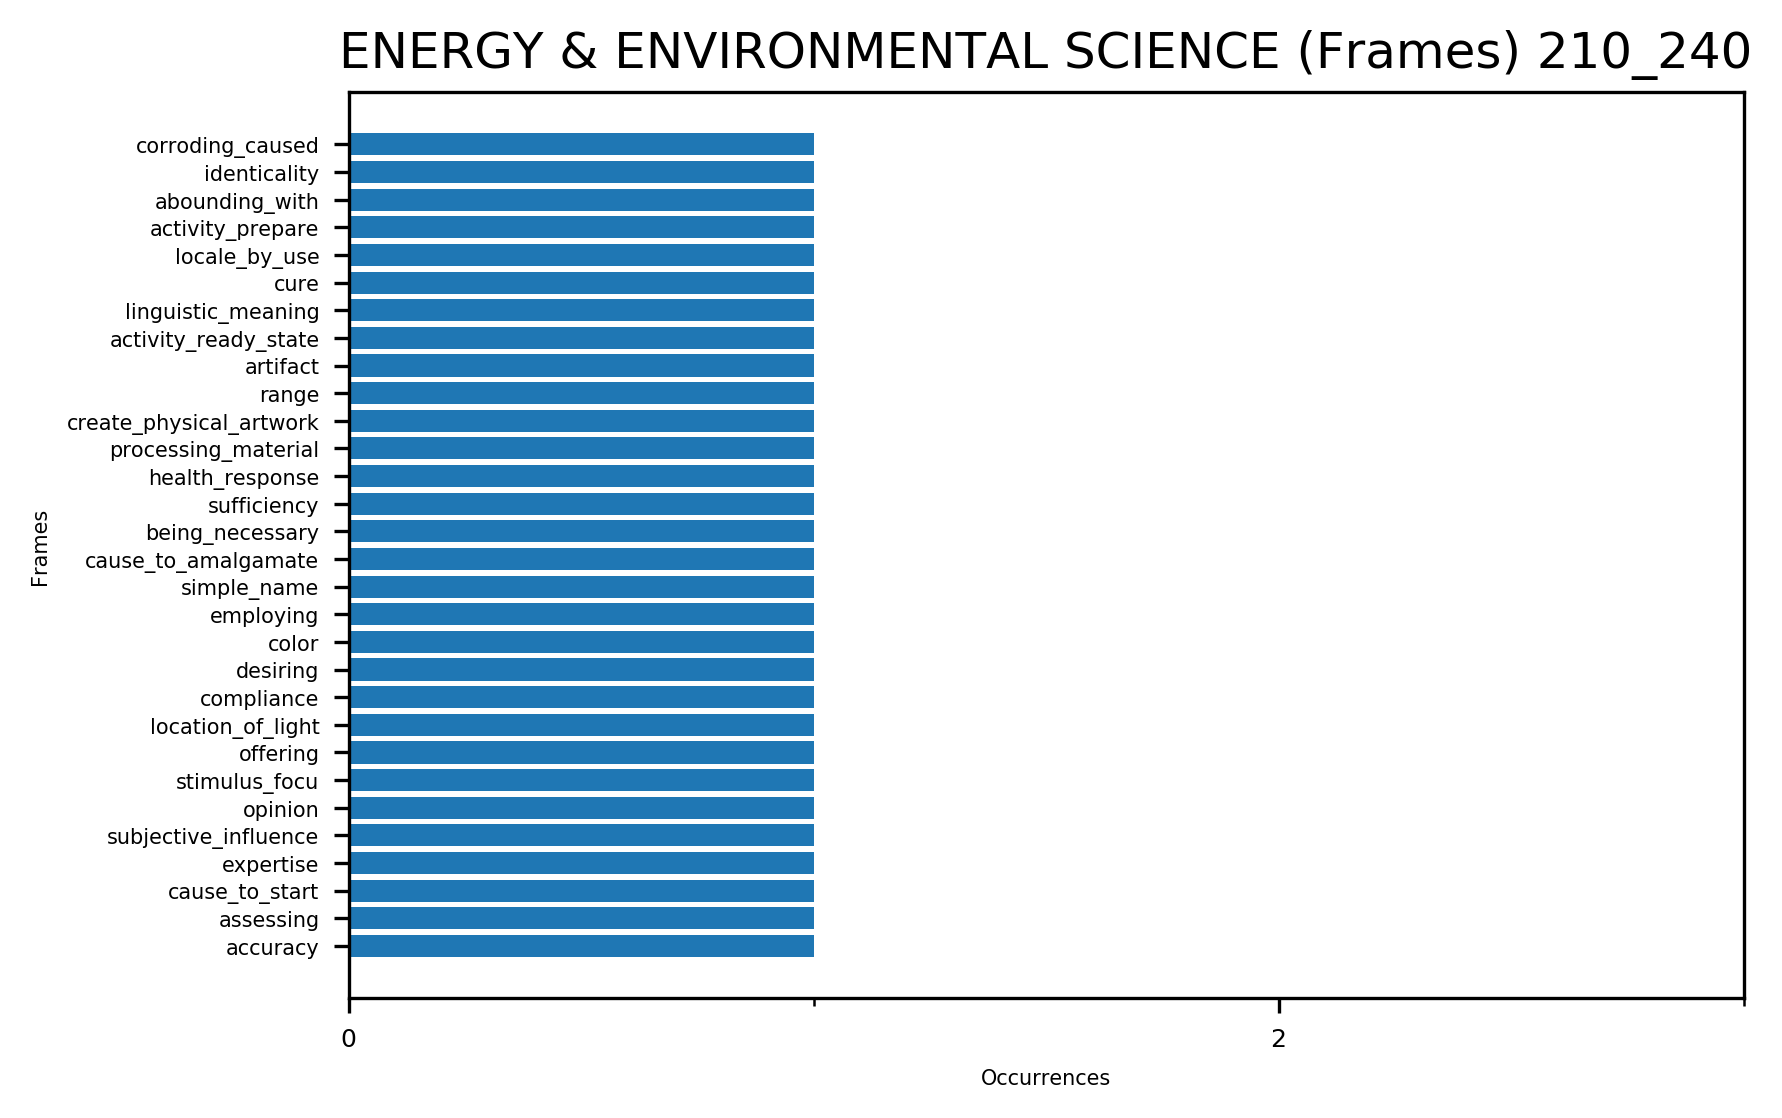 ENERGY & ENVIRONMENTAL SCIENCE (Frames) 210_240
corroding_caused
identicality
abounding_with
activity_prepare
locale_by_use
cure
linguistic_meaning
activity_ready_state
artifact
range
create_physical_artwork
processing_material
health_response
sufficiency
being_necessary
cause_to_amalgamate
simple_name
employing
color
desiring
compliance
location_of_light
offering
stimulus_focu
opinion
subjective_influence
expertise
cause_to_start
assessing
accuracy
Frames
0 2
Occurrences